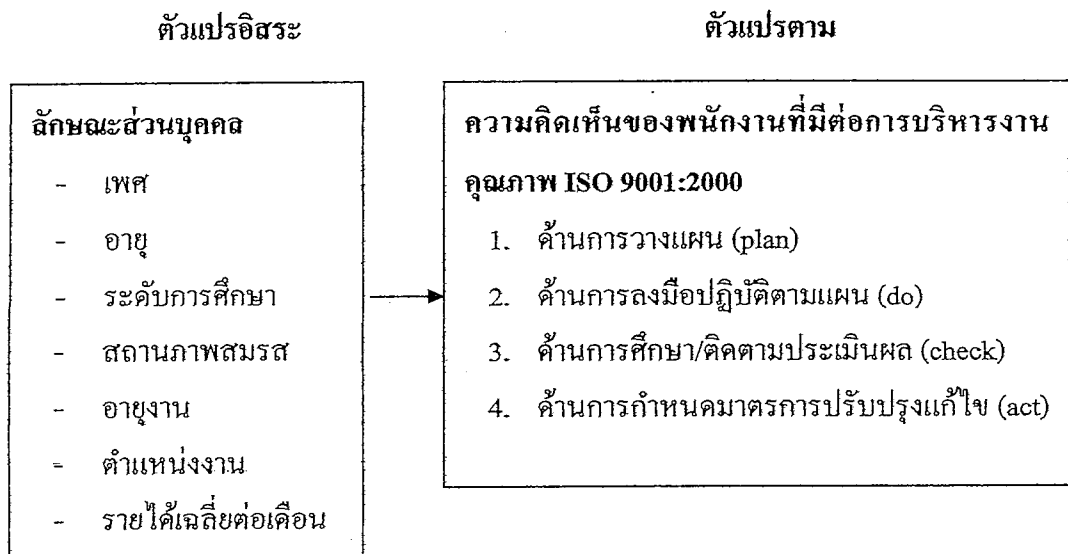 ตัวแปรอิสระ
ตัวแปรตาม
ลักษณะส่วนบุคคล
- เพศ
- อายุ
- ระดับการศึกษา
- สถานภาพสมรส
- อายุงาน
- ตำแหน่งงาน
- รายได้เฉลี่ยต่อเดือน
ความคิดเห็นของพนักงานที่มีต่อการบริหารงาน
คุณภาพ ISO 9001:2000
1. ด้านการวางแผน (plan)
2. ด้านการลงมือปฏิบัติตามแผน (do)
3. ด้านการศึกษา/ติดตามประเมินผล (check)
4. ด้านการกำหนดมาตรการปรับปรุงแก้ไข (act)